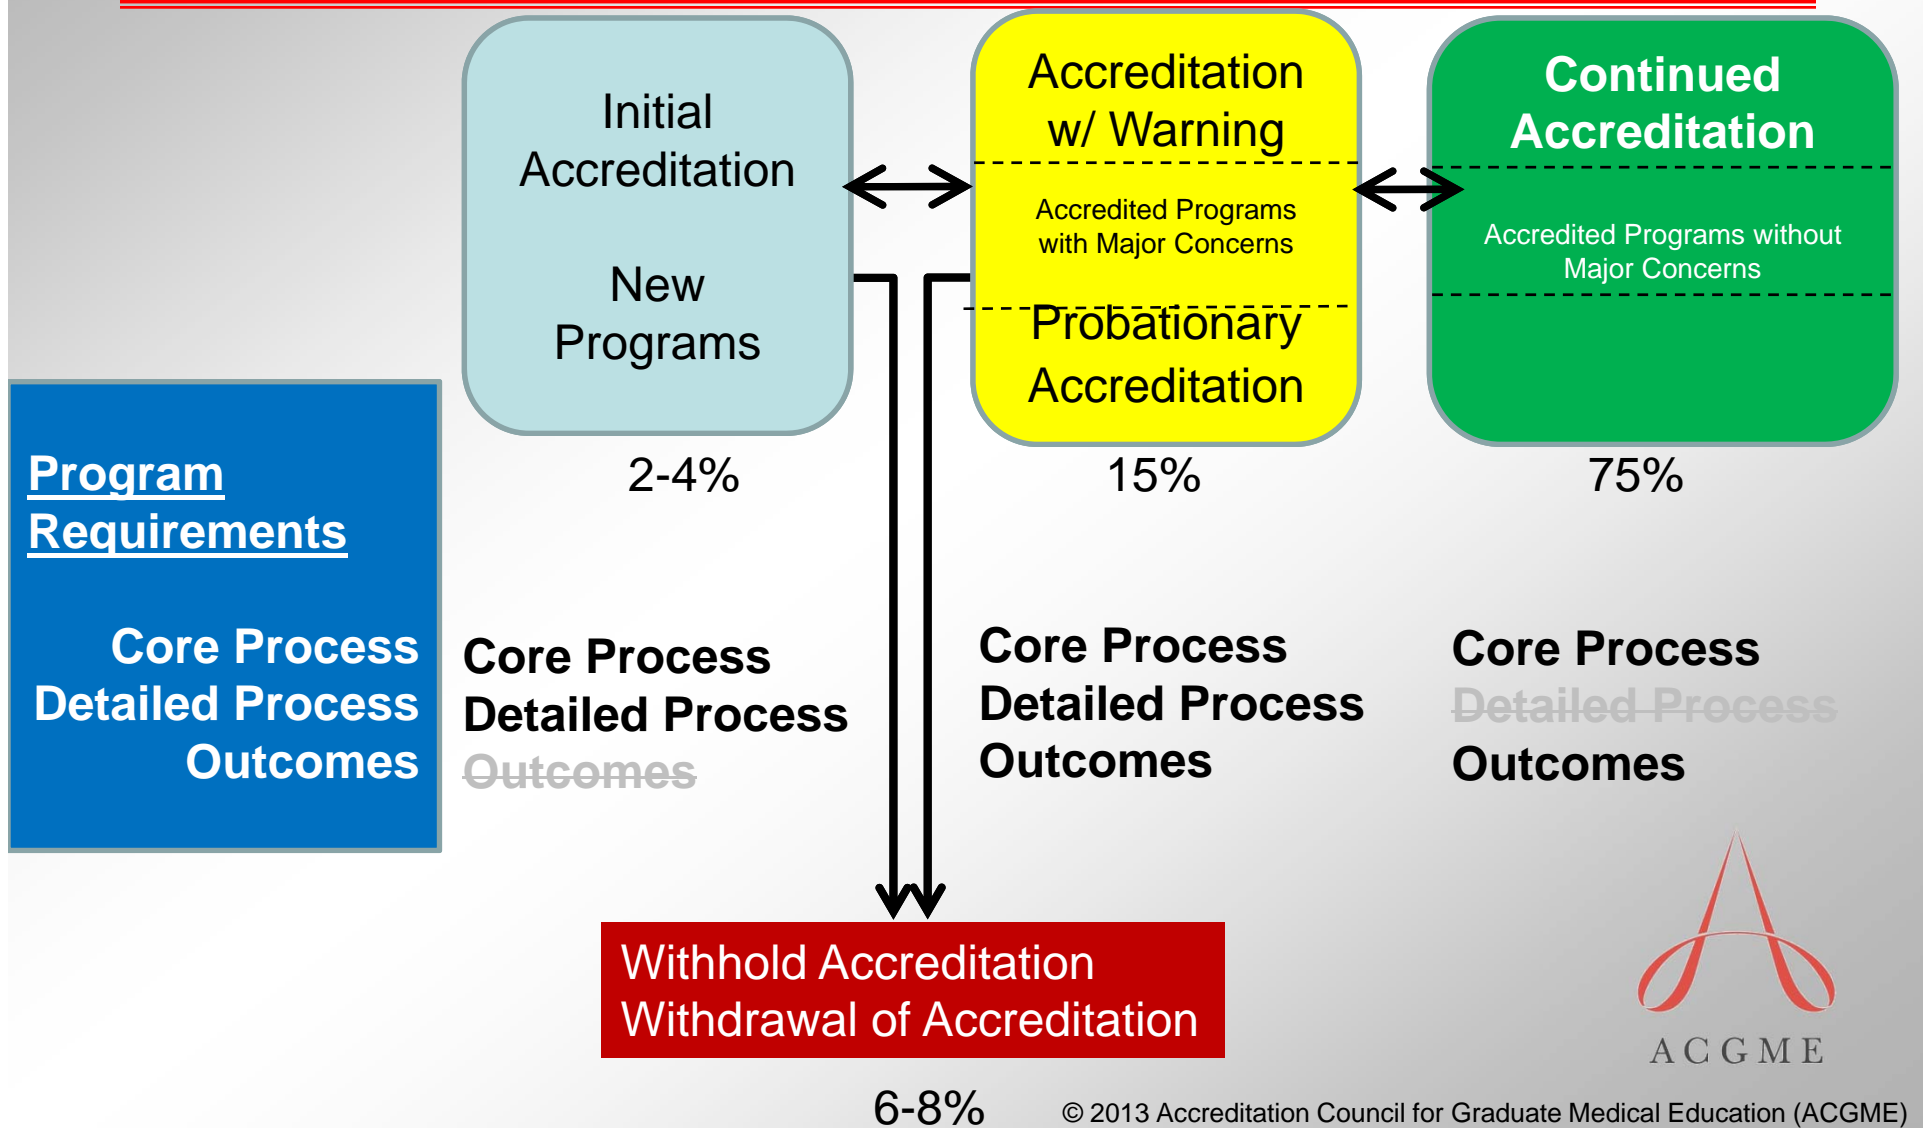 Initial
Accreditation
New
Programs
Accreditation
w/ Warning
Accredited Programs
with Major Concerns
Probationary
Accreditation
Continued
Accreditation
Accredited Programs without
Major Concerns
2-4%
15%
75%
Program
Requirements
Core Process
Detailed Process
Outcomes
Core Process
Detailed Process
Outcomes
Core Process
Detailed Process
Outcomes
Core Process
Detailed Process
Outcomes
Withhold Accreditation
Withdrawal of Accreditation
6-8%
ACGME
© 2013 Accreditation Council for Graduate Medical Education (ACGME)